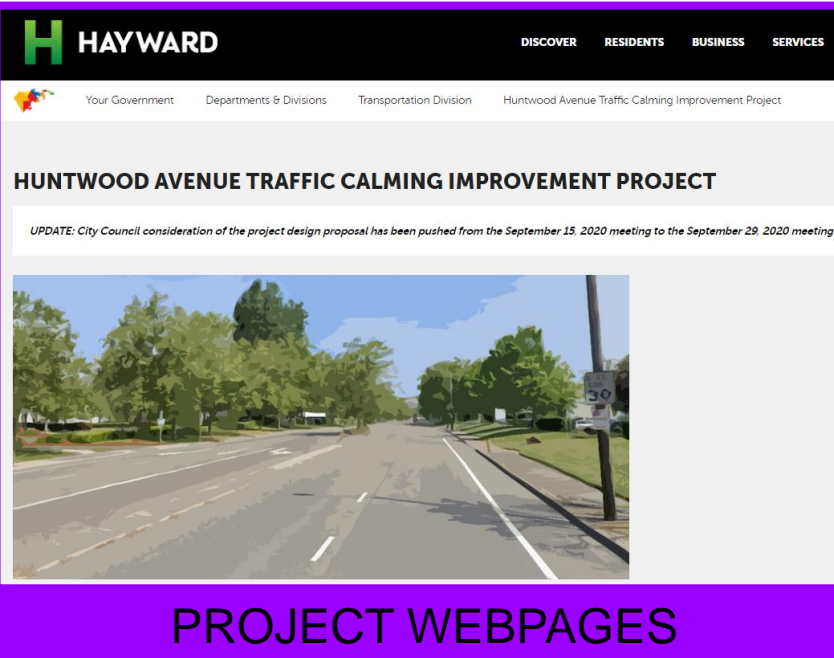 H HAYWARD
DISCOVER RESIDENTS BUSINESS SERVICES
Your Government Departments & Divisions Transportation Division Huntwood Avenue Traffic Calming Improvement Project
HUNTWOOD AVENUE TRAFFIC CALMING IMPROVEMENT PROJECT
UPDATE: City Council consideration of the project design proposal has been pushed from the September 15, 2020 meeting to the September 29, 2020 meeting
30
PROJECT WEBPAGES